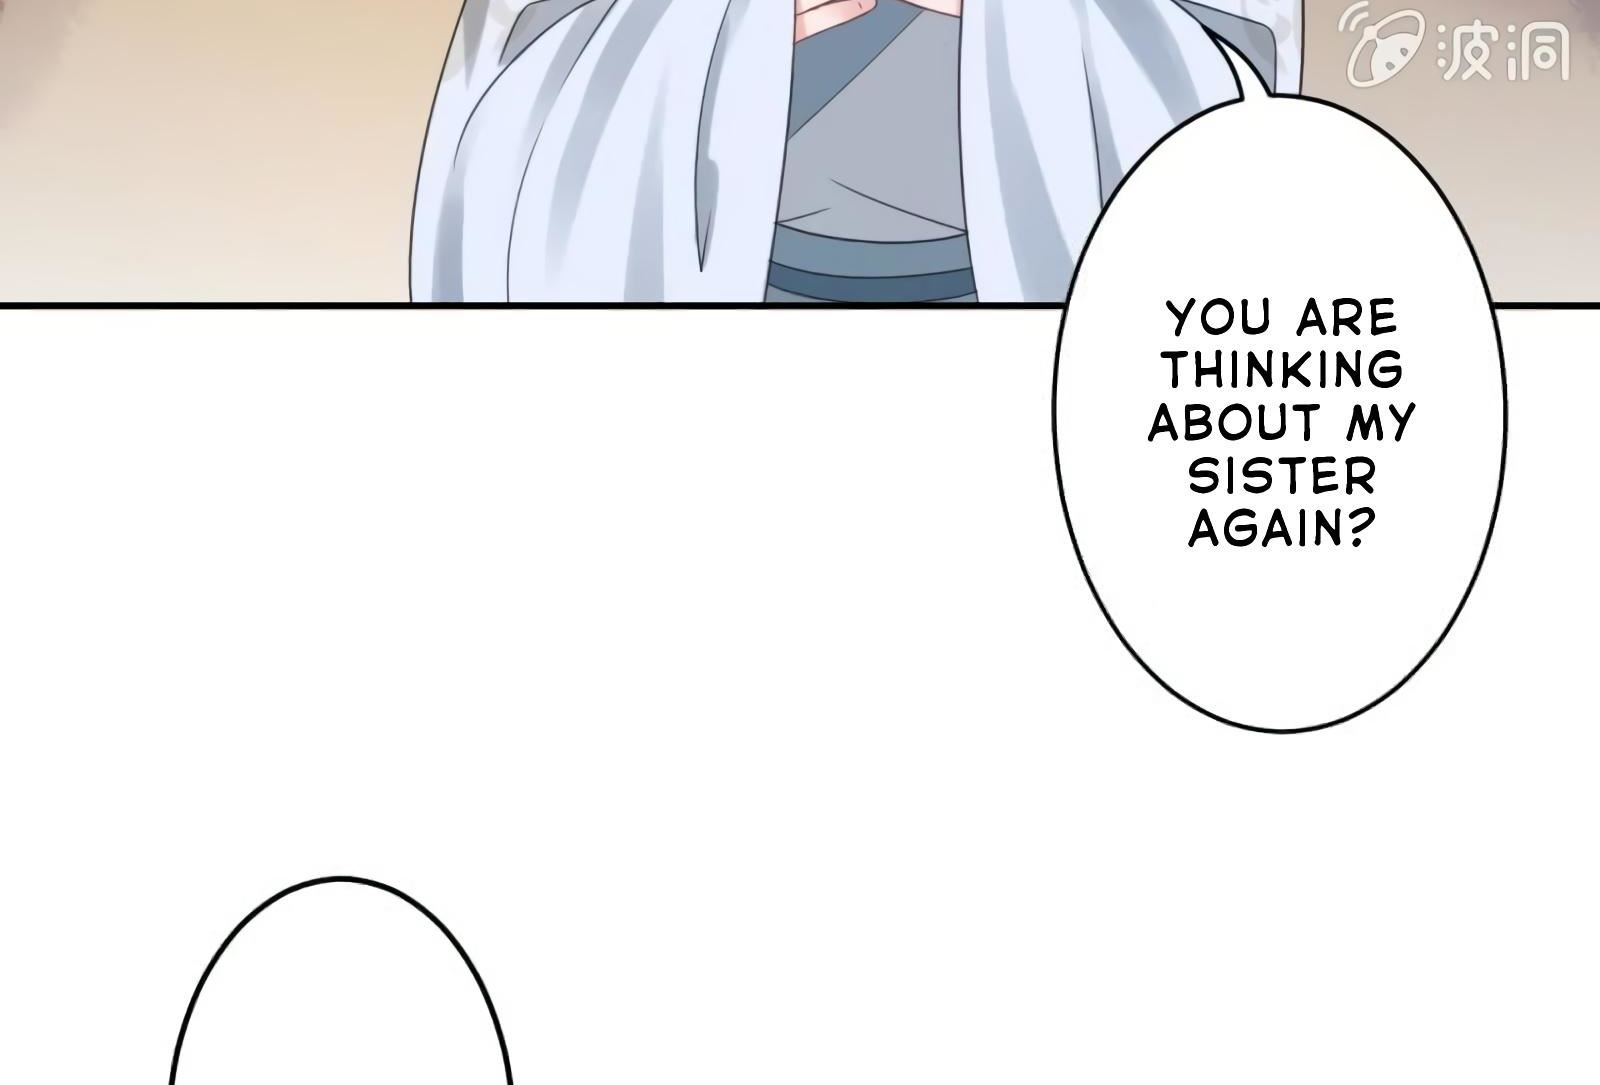 波洞
YOU ARE
THINKING
ABOUT MY
SISTER
AGAIN?